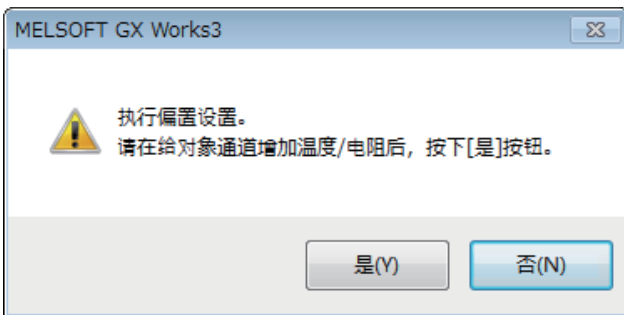 MELSOFT GX Works3
执行偏置设置。
请在给对象通道增加温度/电阻后，按下[是]按钮。
是(Y)
否(N)